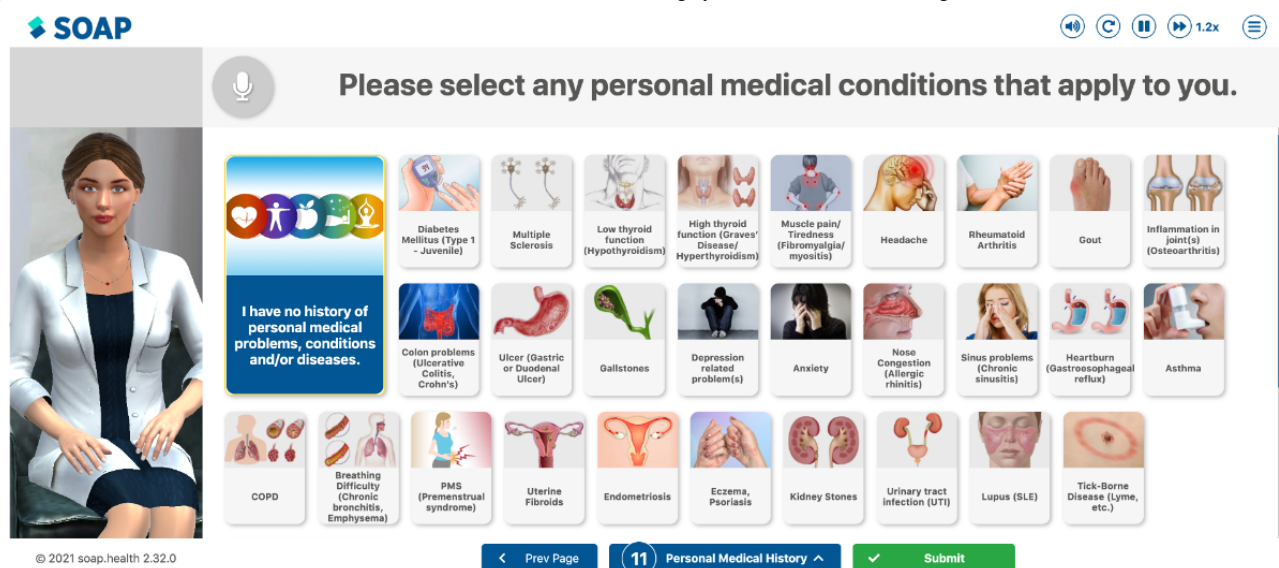 SOAP
1.2x
Please select any personal medical conditions that apply to you.
I have no history of
personal medical
problems, conditions
and/or diseases.
Diabetes
Mellitus (Type 1
- Juvenile)
Multiple
Sclerosis
Low thyroid
function
(Hypothyroidism)
High thyroid
function (Graves'
Disease/
Hyperthyroidism)
Muscle pain/
Tiredness
(Fibromyalgia/
myositis)
Headache
Rheumatoid
Arthritis
Gout
Inflammation in
joint(s)
(Osteoarthritis)
Colon problems
(Ulcerative
Colitis,
Crohn's)
Ulcer (Gastric
or Duodenal
Ulcer)
Gallstones
Depression
related
problem(s)
Anxiety
Nose
Congestion
(Allergic
rhinitis)
Sinus problems
(Chronic
sinusitis)
Heartburn
(Gastroesophageal
reflux)
Asthma
COPD
Breathing
Difficulty
(Chronic
bronchitis,
Emphysema)
PMS
(Premenstrual
syndrome)
Uterine
Fibroids
Endometriosis
Eczema,
Psoriasis
Kidney Stones
Urinary tract
infection (UTI)
Lupus (SLE)
Tick-Borne
Disease (Lyme,
etc.)
© 2021 soap.health 2.32.0
Prev Page
11 Personal Medical History
Submit